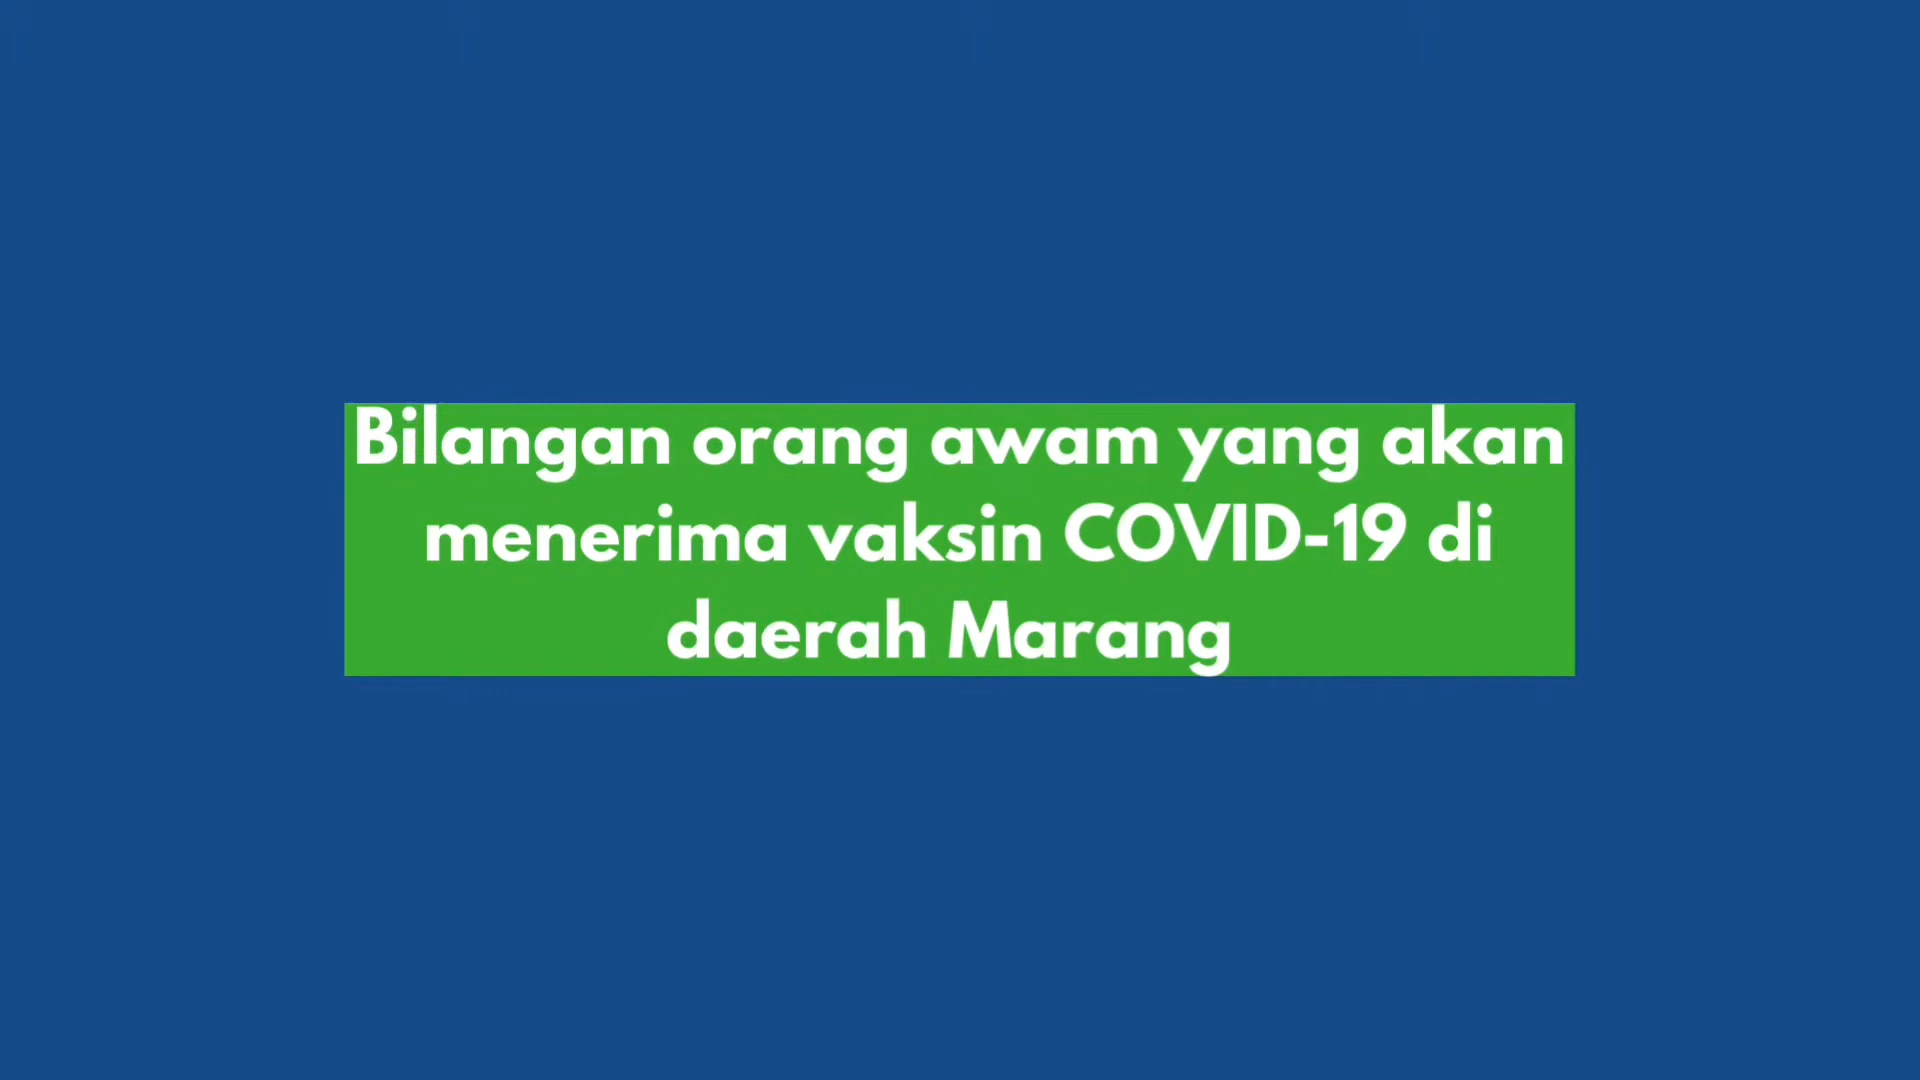 Bilangan orang awam yang akan
menerima vaksin COVID-19 di
daerah Marang